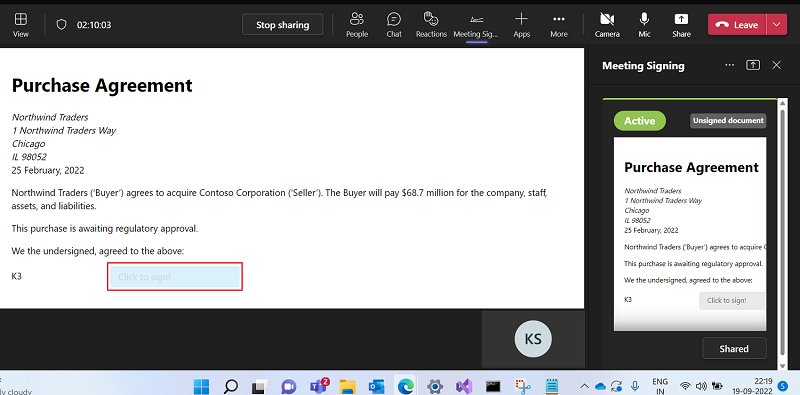 View
02:10:03
Stop sharing
People
Chat
Reactions
Meeting Sig...
Apps
More
Camera
Mic
Share
Leave
Purchase Agreement
Northwind Traders
1 Northwind Traders Way
Chicago
IL 98052
25 February, 2022
Northwind Traders ('Buyer') agrees to acquire Contoso Corporation ('Seller'). The Buyer will pay $68.7 million for the company, staff,
assets, and liabilities.
This purchase is awaiting regulatory approval.
We the undersigned, agreed to the above:
K3
Click to sign!
KS
Meeting Signing
Active
Unsigned document
Purchase Agreement
Northwind Traders
1 Northwind Traders Way
Chicago
IL 98052
25 February, 2022
Northwind Traders ('Buyer') agrees to acquire C
This purchase is awaiting regulatory approval.
We the undersigned, agreed to the above:
K3
Click to sign!
Shared
ly cloudy
2
ENG
IN
22:19
19-09-2022
5